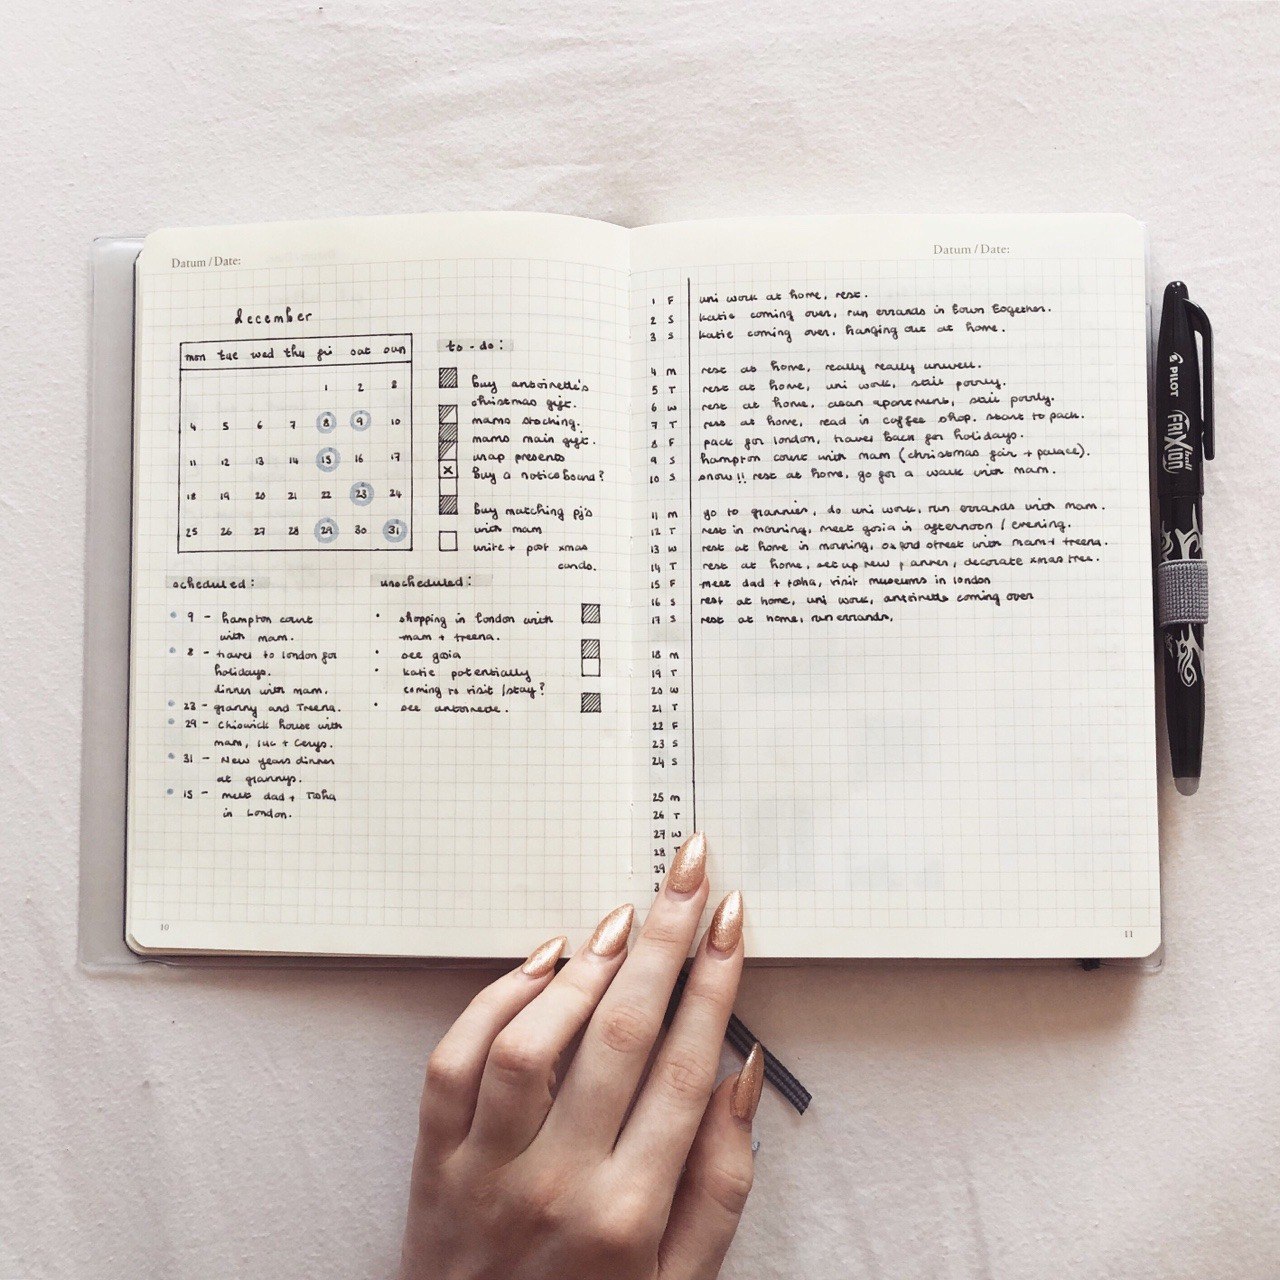 Datum / Date:
december
mon tue wed thu fri sat sun
1 2 3
4 5 6 7 8 9 10
11 12 13 14 15 16 17
18 19 20 21 22 23 24
25 26 27 28 29 30 31
to - do :
buy antoinette's
christmas gift.
mams stocking.
mams main gift.
wrap presents
x buy a notice board?
buy matching pj's
with mam
write + post xmas
cards.
scheduled :
9 - hampton court
with mam.
8 - travel to london for
holidays.
dinner with mam.
23 - granny and Treena.
29 - Chiswick house with
mam, luc + Cerys.
31 - New years dinner
at grannys.
15 - meet dad + Tosha
in London.
unscheduled :
• shopping in london with
mam + treena.
• see gosia
• katie potentially
coming to visit / stay?
• see antoinette.
10
Datum / Date:
1 F uni work at home, rest.
2 S katie coming over, run errands in town together.
3 S katie coming over. hanging out at home.
4 M rest at home, really really unwell.
5 T rest at home, uni work, still poorly.
6 W rest at home, clean apartment, still poorly.
7 T rest at home, read in coffee shop. start to pack.
8 F pack for london, travel back for holidays.
9 S hampton court with mam (christmas fair + palace).
10 S snow!! rest at home, go for a walk with mam.
11 M go to grannies, do uni work, run errands with mam.
12 T rest in morning, meet gosia in afternoon / evening.
13 W rest at home in morning, oxford street with mam + treena.
14 T rest at home, set up new planner, decorate xmas tree.
15 F meet dad + tosha, visit museums in london
16 S rest at home, uni work, antoinette coming over
17 S rest at home, run errands.
18 M
19 T
20 W
21 T
22 F
23 S
24 S
25 M
26 T
27 W
28 T
29
3
11
PILOT
FRIXION ball